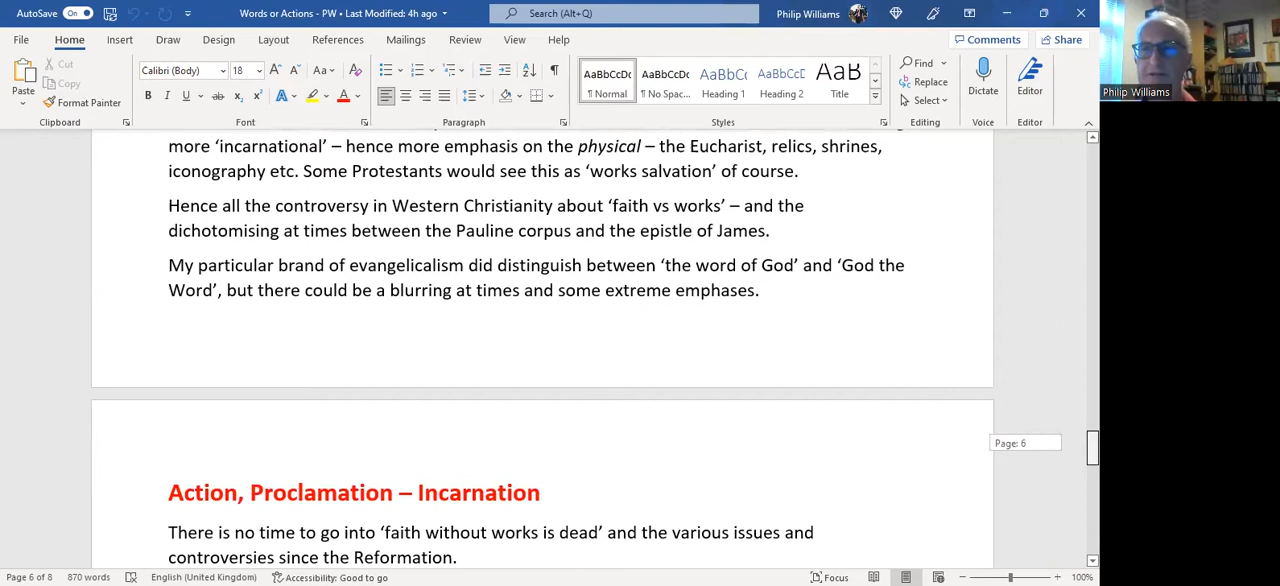 AutoSave On Words or Actions - PW • Last Modified: 4h ago Search (Alt+Q) Philip Williams
File Home Insert Draw Design Layout References Mailings Review View Help Comments Share
Paste
Cut
Copy
Format Painter
Clipboard
Calibri (Body) 18
Font
Paragraph
AaBbCcDc AaBbCcDc AaBbCc AaBbCcD AaB
¶ Normal ¶ No Spac... Heading 1 Heading 2 Title
Styles
Find
Replace
Select
Editing
Dictate
Voice
Editor
Editor
Philip Williams
more ‘incarnational’ – hence more emphasis on the physical – the Eucharist, relics, shrines,
iconography etc. Some Protestants would see this as ‘works salvation’ of course.
Hence all the controversy in Western Christianity about ‘faith vs works’ – and the
dichotomising at times between the Pauline corpus and the epistle of James.
My particular brand of evangelicalism did distinguish between ‘the word of God’ and ‘God the
Word’, but there could be a blurring at times and some extreme emphases.
Page: 6
Action, Proclamation – Incarnation
There is no time to go into ‘faith without works is dead’ and the various issues and
controversies since the Reformation.
Page 6 of 8 870 words English (United Kingdom) Accessibility: Good to go Focus 100%